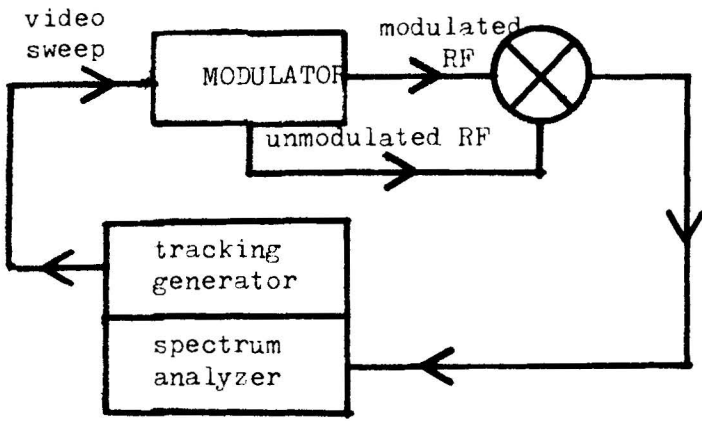 video
sweep
MODULATOR
modulated
RF
unmodulated RF
tracking
generator
spectrum
analyzer